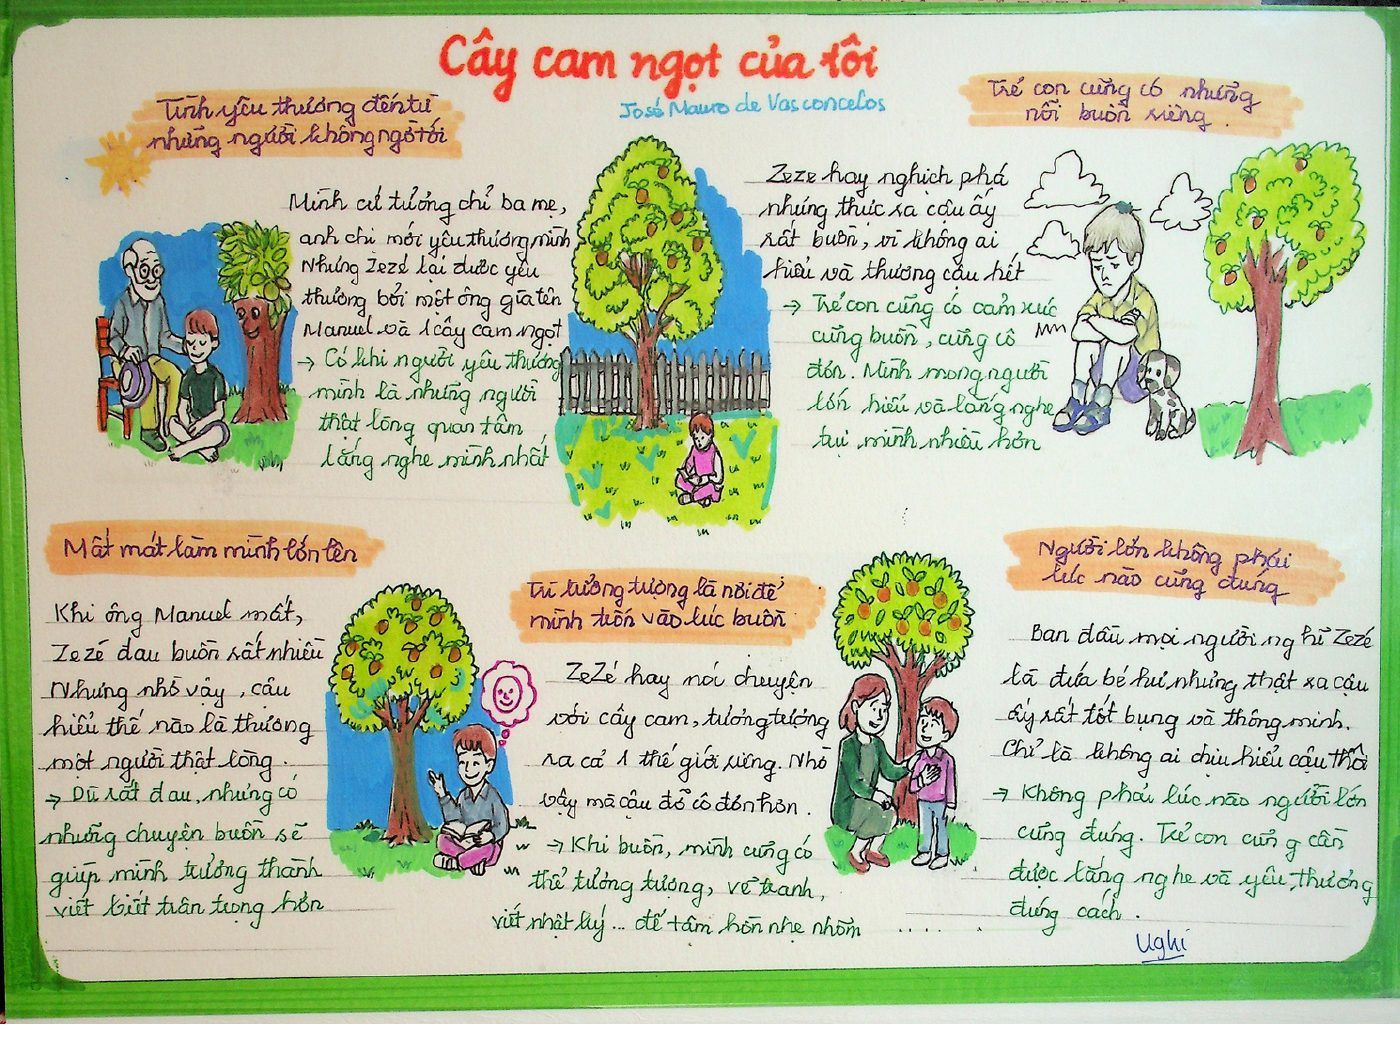 Cây cam ngọt của tôi
José Mauro de Vasconcelos
Tình yêu thương đến từ
những người không ngờ tới
Mình cứ tưởng chỉ ba mẹ,
anh chị mới yêu thương mình
Nhưng Zezé lại được yêu
thương bởi một ông già tên
Manuel và 1 cây cam ngọt
→ Có khi người yêu thương
mình là những người
thật lòng quan tâm
lắng nghe mình nhất
Trẻ con cũng có những
nỗi buồn riêng.
Zeze hay nghịch phá
nhưng thực ra cậu ấy
rất buồn, vì không ai
hiểu và thương cậu hết
→ Trẻ con cũng có cảm xúc
cũng buồn, cũng cô
đơn. Mình mong người
lớn hiểu và lắng nghe
tụi mình nhiều hơn
Mất mát làm mình lớn lên
Khi ông Manuel mất,
Zezé đau buồn rất nhiều
Nhưng nhờ vậy, cậu
hiểu thế nào là thương
một người thật lòng.
→ Dù rất đau, nhưng có
những chuyện buồn sẽ
giúp mình trưởng thành
viết biết trân trọng hơn
Trí tưởng tượng là nơi để
mình trốn vào lúc buồn
ZeZé hay nói chuyện
với cây cam, tưởng tượng
ra cả 1 thế giới riêng. Nhờ
vậy mà cậu đỡ cô đơn hơn.
→ Khi buồn, mình cũng có
thể tưởng tượng, vẽ tranh,
viết nhật ký... để tâm hồn nhẹ nhõm
Người lớn không phải
lúc nào cũng đúng
Ban đầu mọi người nghĩ Zezé
là đứa bé hư nhưng thật ra cậu
ấy rất tốt bụng và thông minh.
Chỉ là không ai chịu hiểu cậu thôi
→ Không phải lúc nào người lớn
cũng đúng. Trẻ con cũng cần
được lắng nghe và yêu thương
đúng cách.
Ughi